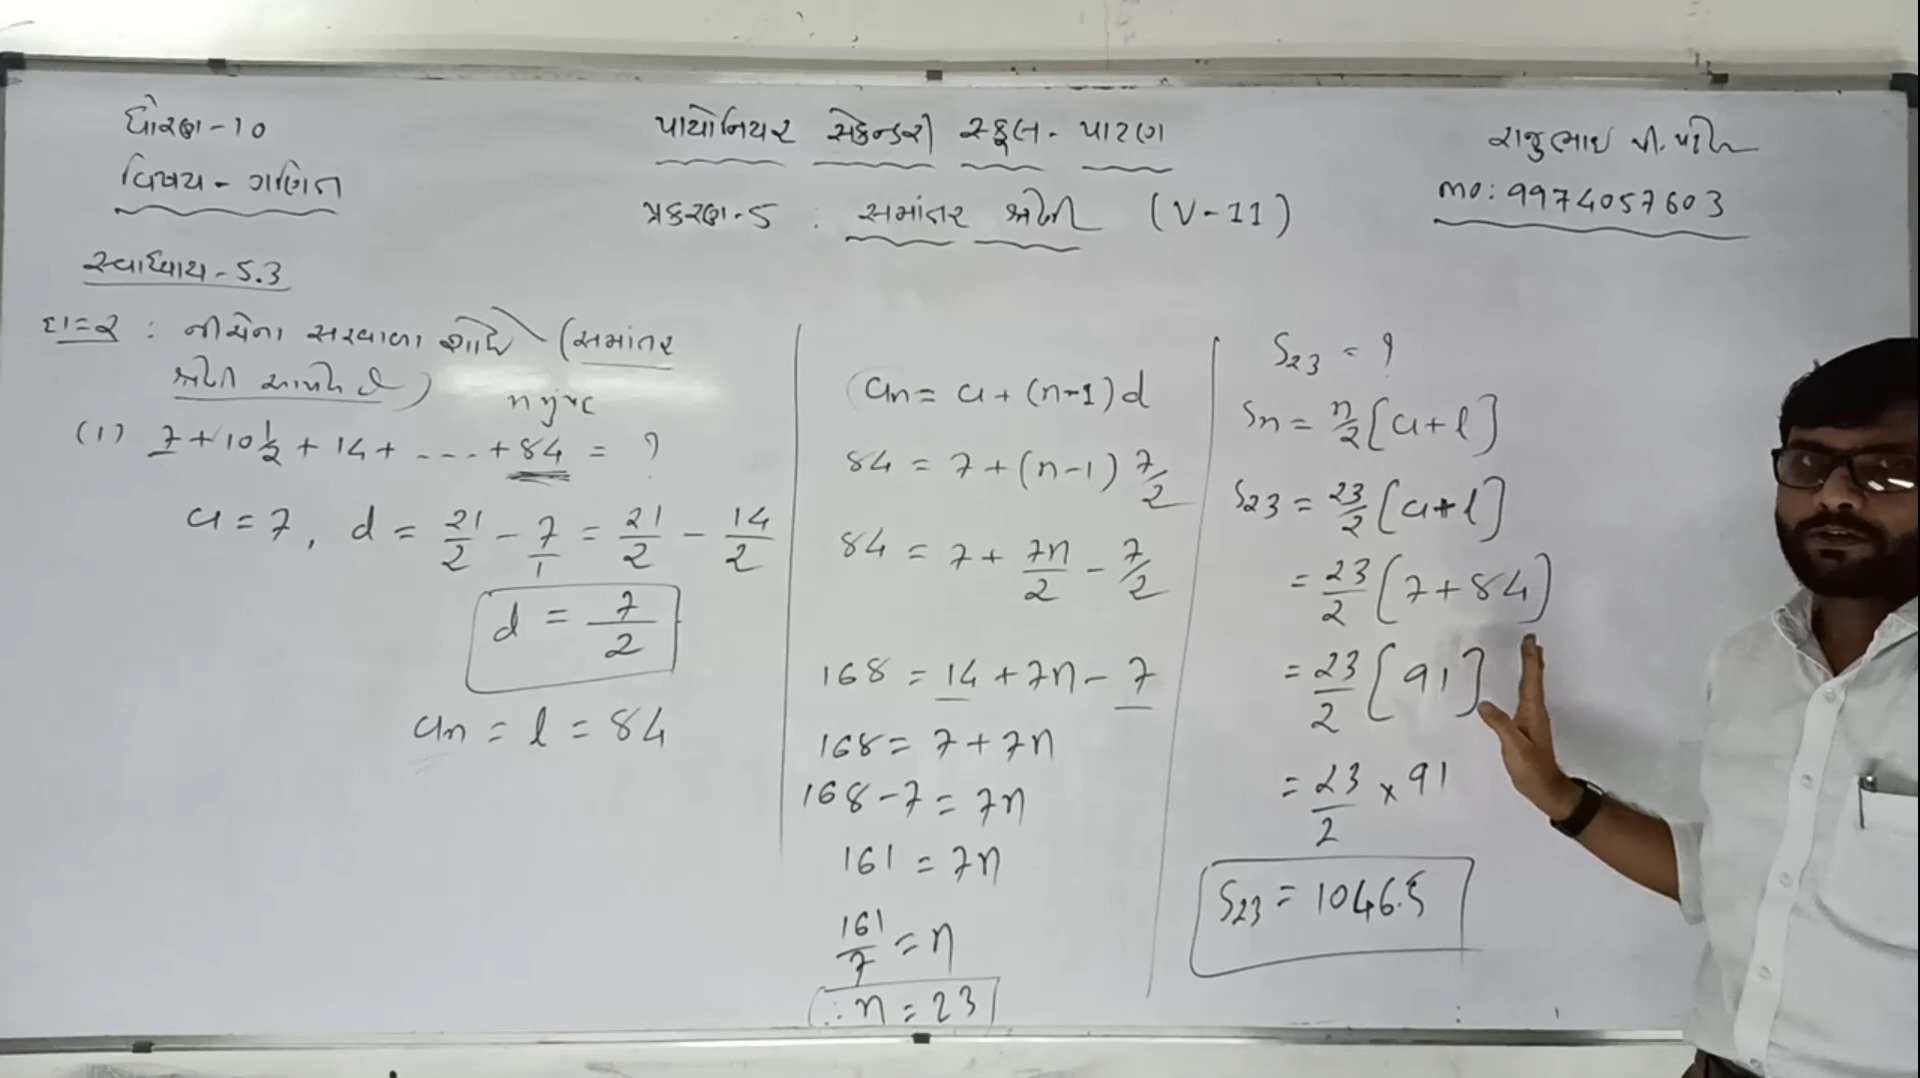 ધોરણ-10
વિષય - ગણિત
પાયોનિયર સેકન્ડરી સ્કૂલ - પાટણ
પ્રકરણ-5 : સમાંતર શ્રેણી (V-11)
રાજુભાઇ પી. પટેલ
mo: 9974057603
સ્વાધ્યાય-5.3
દા=2 : નીચેના સરવાળા શોધો (સમાંતર
શ્રેણી આપેલ છે)
(1) 7 + 10 1/2 + 14 + ---- + 84 = ?
a = 7, d = 21/2 - 7/1 = 21/2 - 14/2
d = 7/2
an = l = 84
an = a + (n-1)d
84 = 7 + (n-1) 7/2
84 = 7 + 7n/2 - 7/2
168 = 14 + 7n - 7
168 = 7 + 7n
168 - 7 = 7n
161 = 7n
161/7 = n
∴ n = 23
S23 = ?
Sn = n/2 [a + l]
S23 = 23/2 [a + l]
= 23/2 [7 + 84]
= 23/2 [91]
= 23/2 × 91
S23 = 1046.5